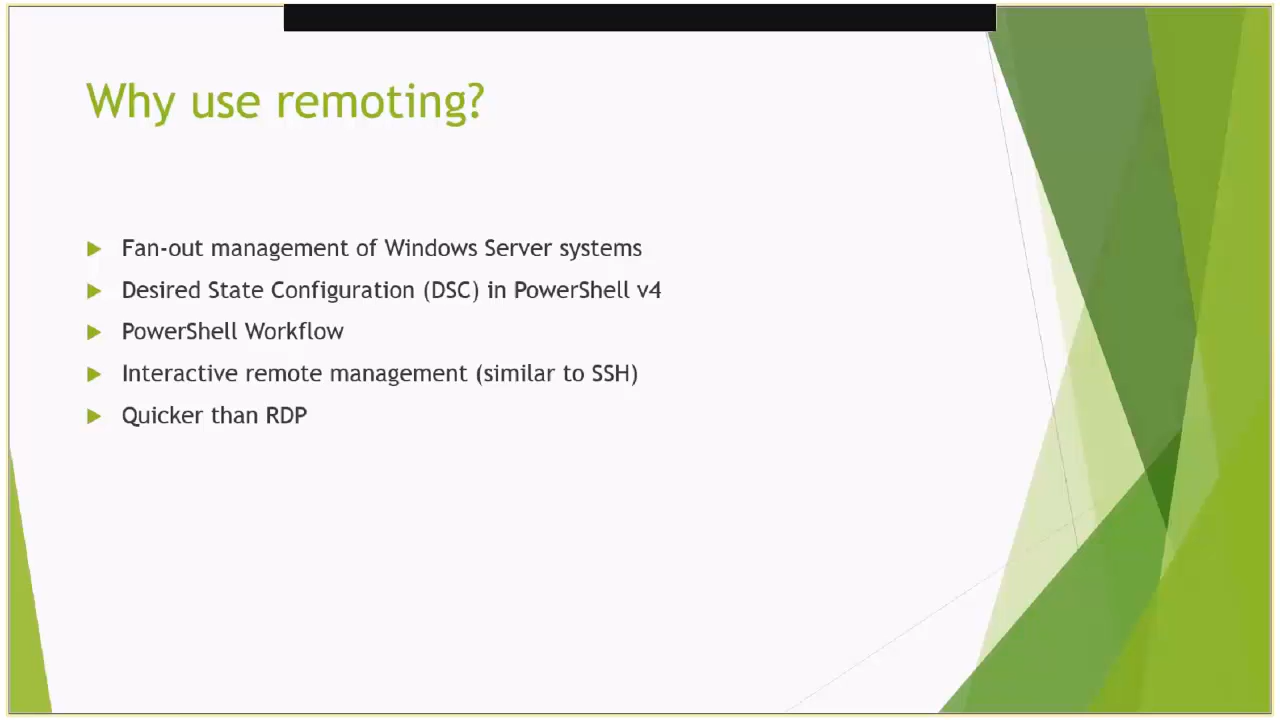 Why use remoting?
Fan-out management of Windows Server systems
Desired State Configuration (DSC) in PowerShell v4
PowerShell Workflow
Interactive remote management (similar to SSH)
Quicker than RDP